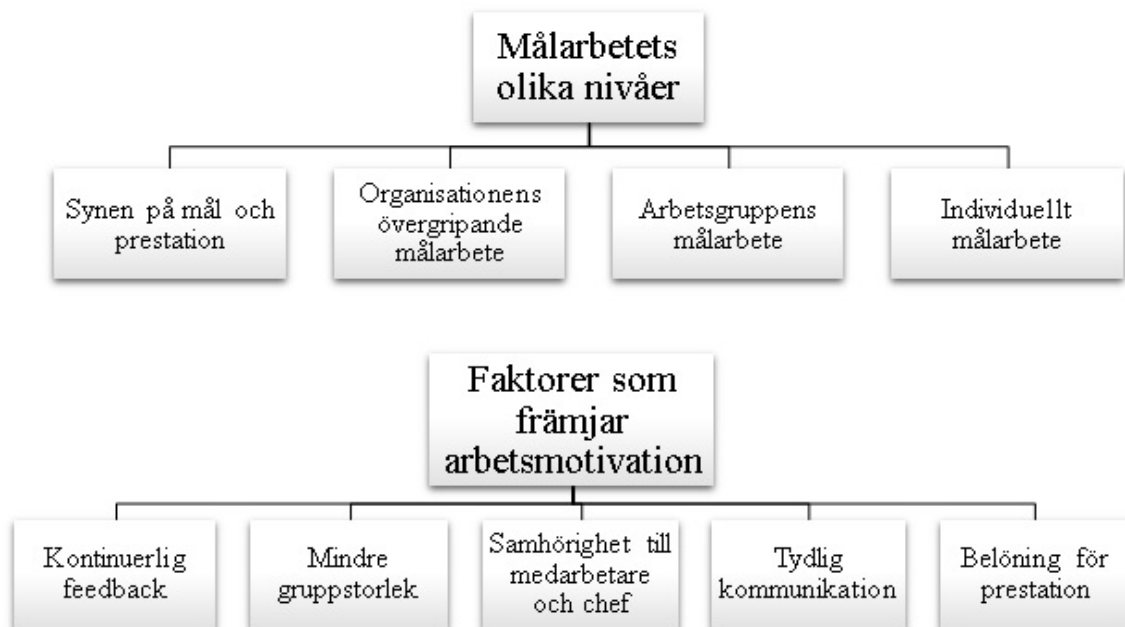 Målarbetets
olika nivåer
Synen på mål och
prestation
Organisationens
övergripande
målarbete
Arbetsgruppens
målarbete
Individuellt
målarbete
Faktorer som
främjar
arbetsmotivation
Kontinuerlig
feedback
Mindre
gruppstorlek
Samhörighet till
medarbetare
och chef
Tydlig
kommunikation
Belöning för
prestation